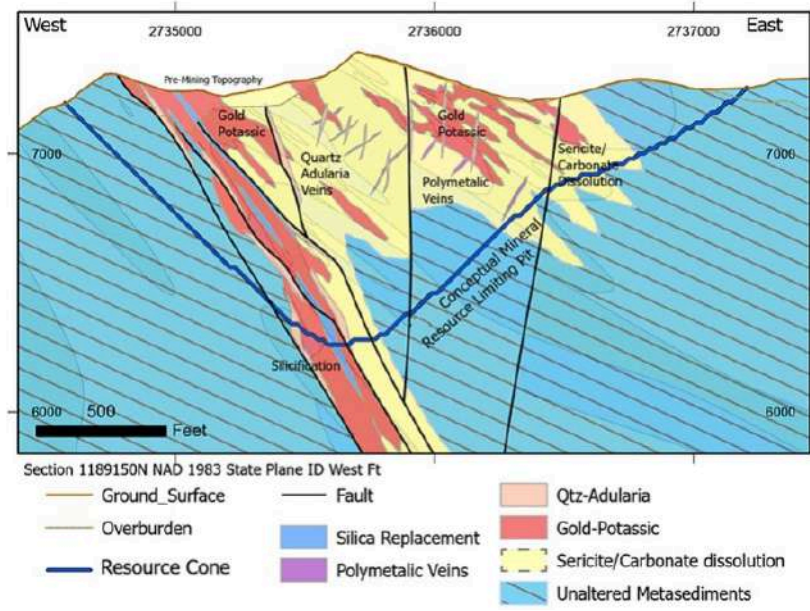 West
2735000
2736000
2737000
East
Pre-Mining Topography
Gold
Potassic
Gold
Potassic
Quartz
Adularia
Veins
Sericite/
Carbonate
Dissolution
7000
7000
Polymetalic
Veins
Conceptual Mineral
Resource Limiting Pit
Silicification
6000
500
Feet
6000
Section 1189150N NAD 1983 State Plane ID West Ft
Ground_Surface
Overburden
Resource Cone
Fault
Silica Replacement
Polymetalic Veins
Qtz-Adularia
Gold-Potassic
Sericite/Carbonate dissolution
Unaltered Metasediments